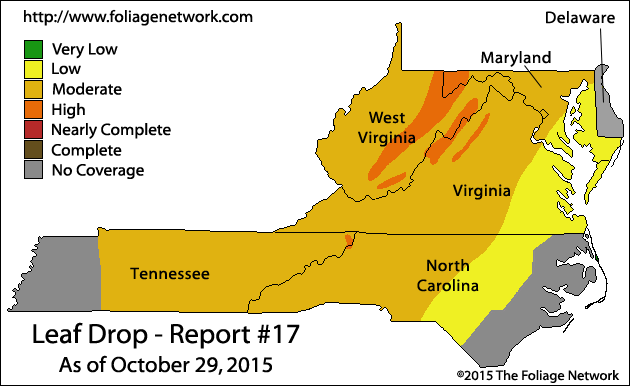 http://www.foliagenetwork.com
Delaware
Very Low
Low
Moderate
High
Nearly Complete
Complete
No Coverage
Maryland
West
Virginia
Virginia
Tennessee
North
Carolina
Leaf Drop - Report #17
As of October 29, 2015
©2015 The Foliage Network